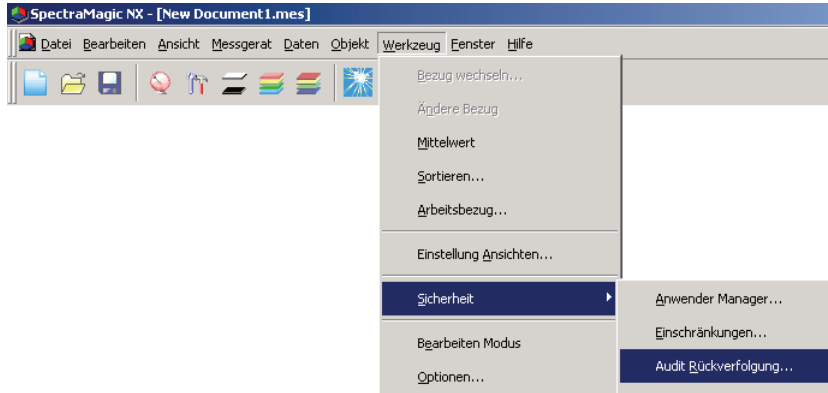 SpectraMagic NX - [New Document1.mes]
Datei Bearbeiten Ansicht Messgerat Daten Objekt Werkzeug Fenster Hilfe
Bezug wechseln...
Ändere Bezug
Mittelwert
Sortieren...
Arbeitsbezug...
Einstellung Ansichten...
Sicherheit
Anwender Manager...
Einschränkungen...
Bearbeiten Modus
Audit Rückverfolgung...
Optionen...